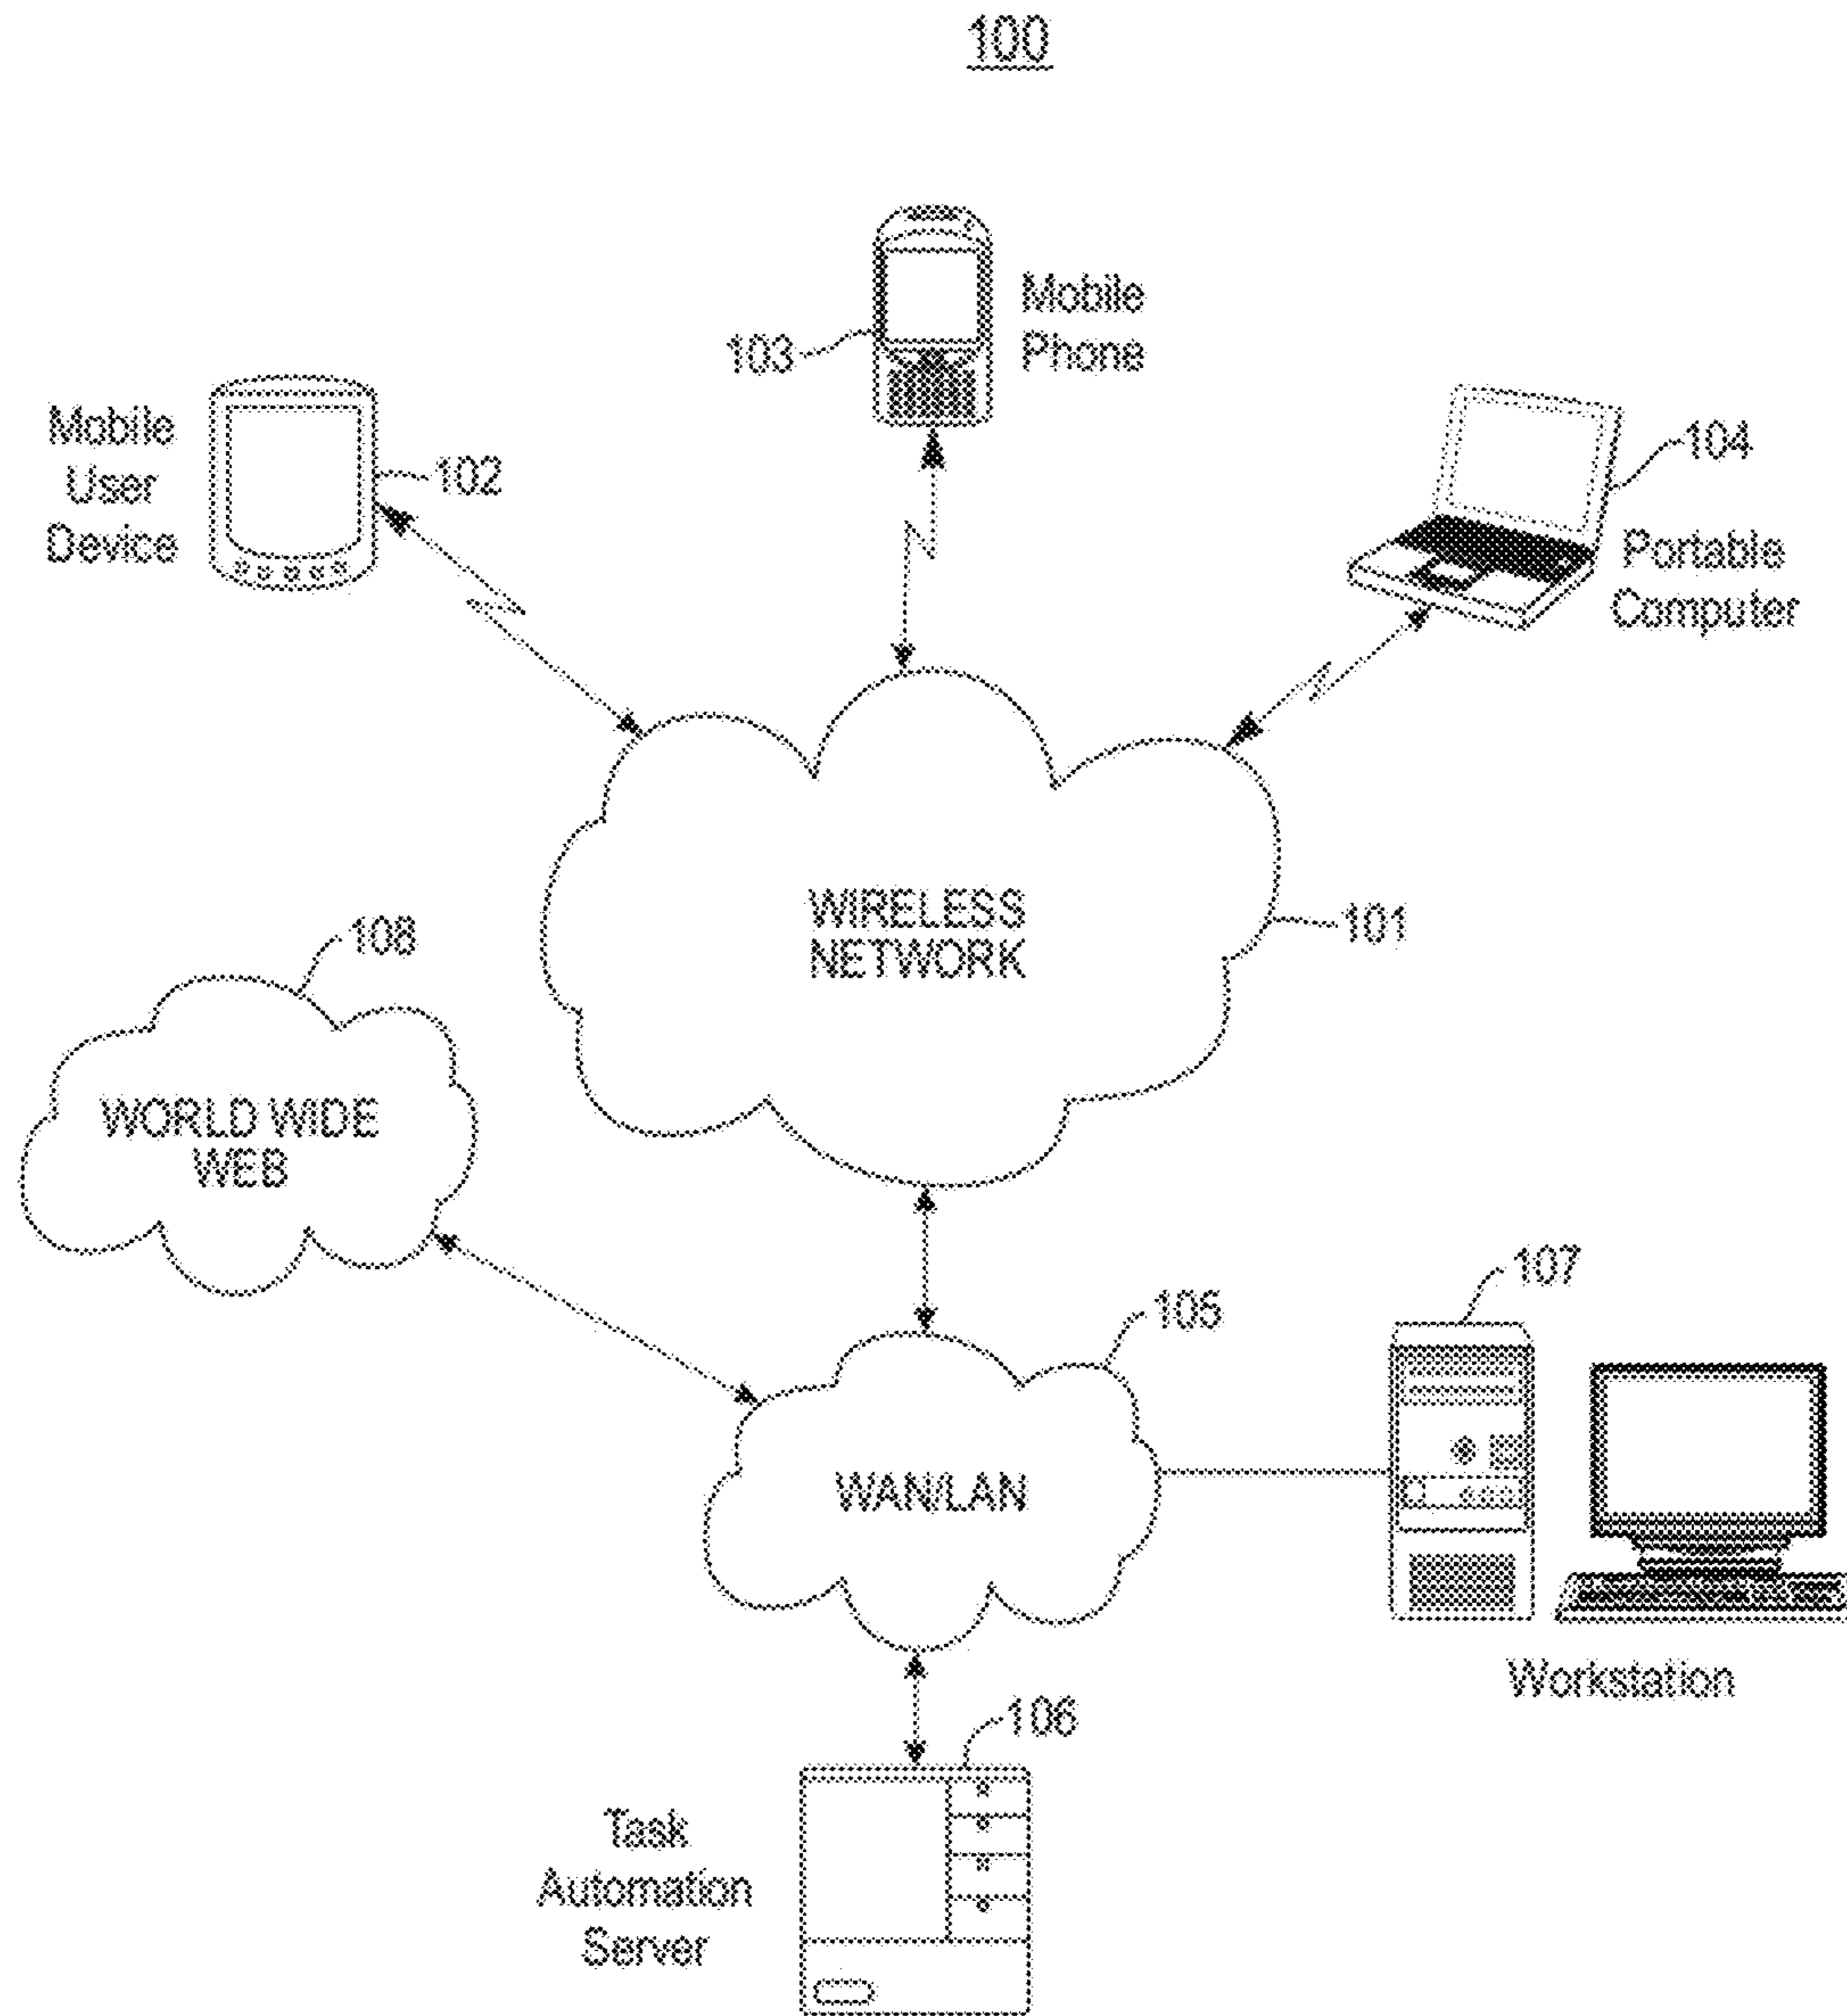 100
103
Mobile
Phone
Mobile
User
Device
102
104
Portable
Computer
WIRELESS
NETWORK
101
108
WORLD WIDE
WEB
105
107
WAN/LAN
Workstation
106
Task
Automation
Server